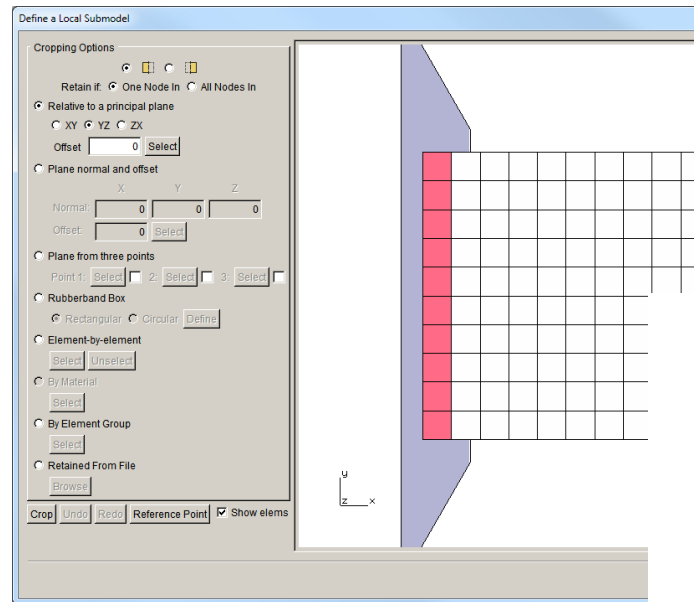 Define a Local Submodel
Cropping Options
Retain if: One Node In All Nodes In
Relative to a principal plane
XY YZ ZX
Offset 0 Select
Plane normal and offset
X Y Z
Normal: 0 0 0
Offset: 0 Select
Plane from three points
Point 1: Select 2: Select 3: Select
Rubberband Box
Rectangular Circular Define
Element-by-element
Select Unselect
By Material
Select
By Element Group
Select
Retained From File
Browse
Crop Undo Redo Reference Point Show elems
y
z x